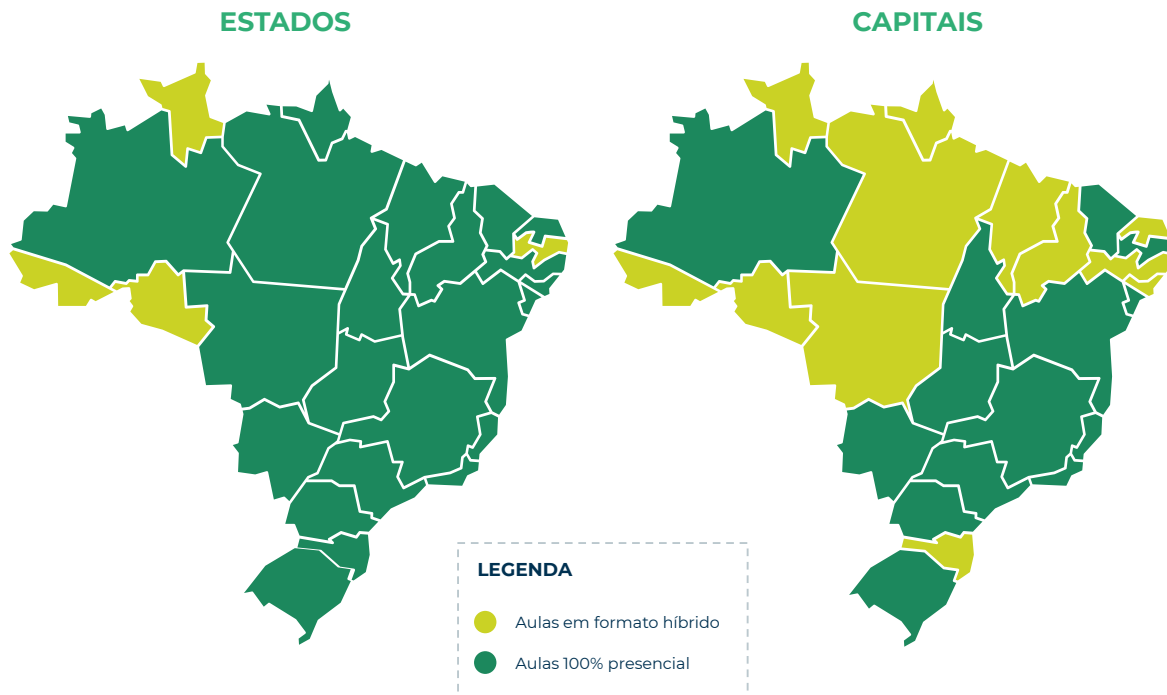 ESTADOS
CAPITAIS
LEGENDA
Aulas em formato híbrido
Aulas 100% presencial